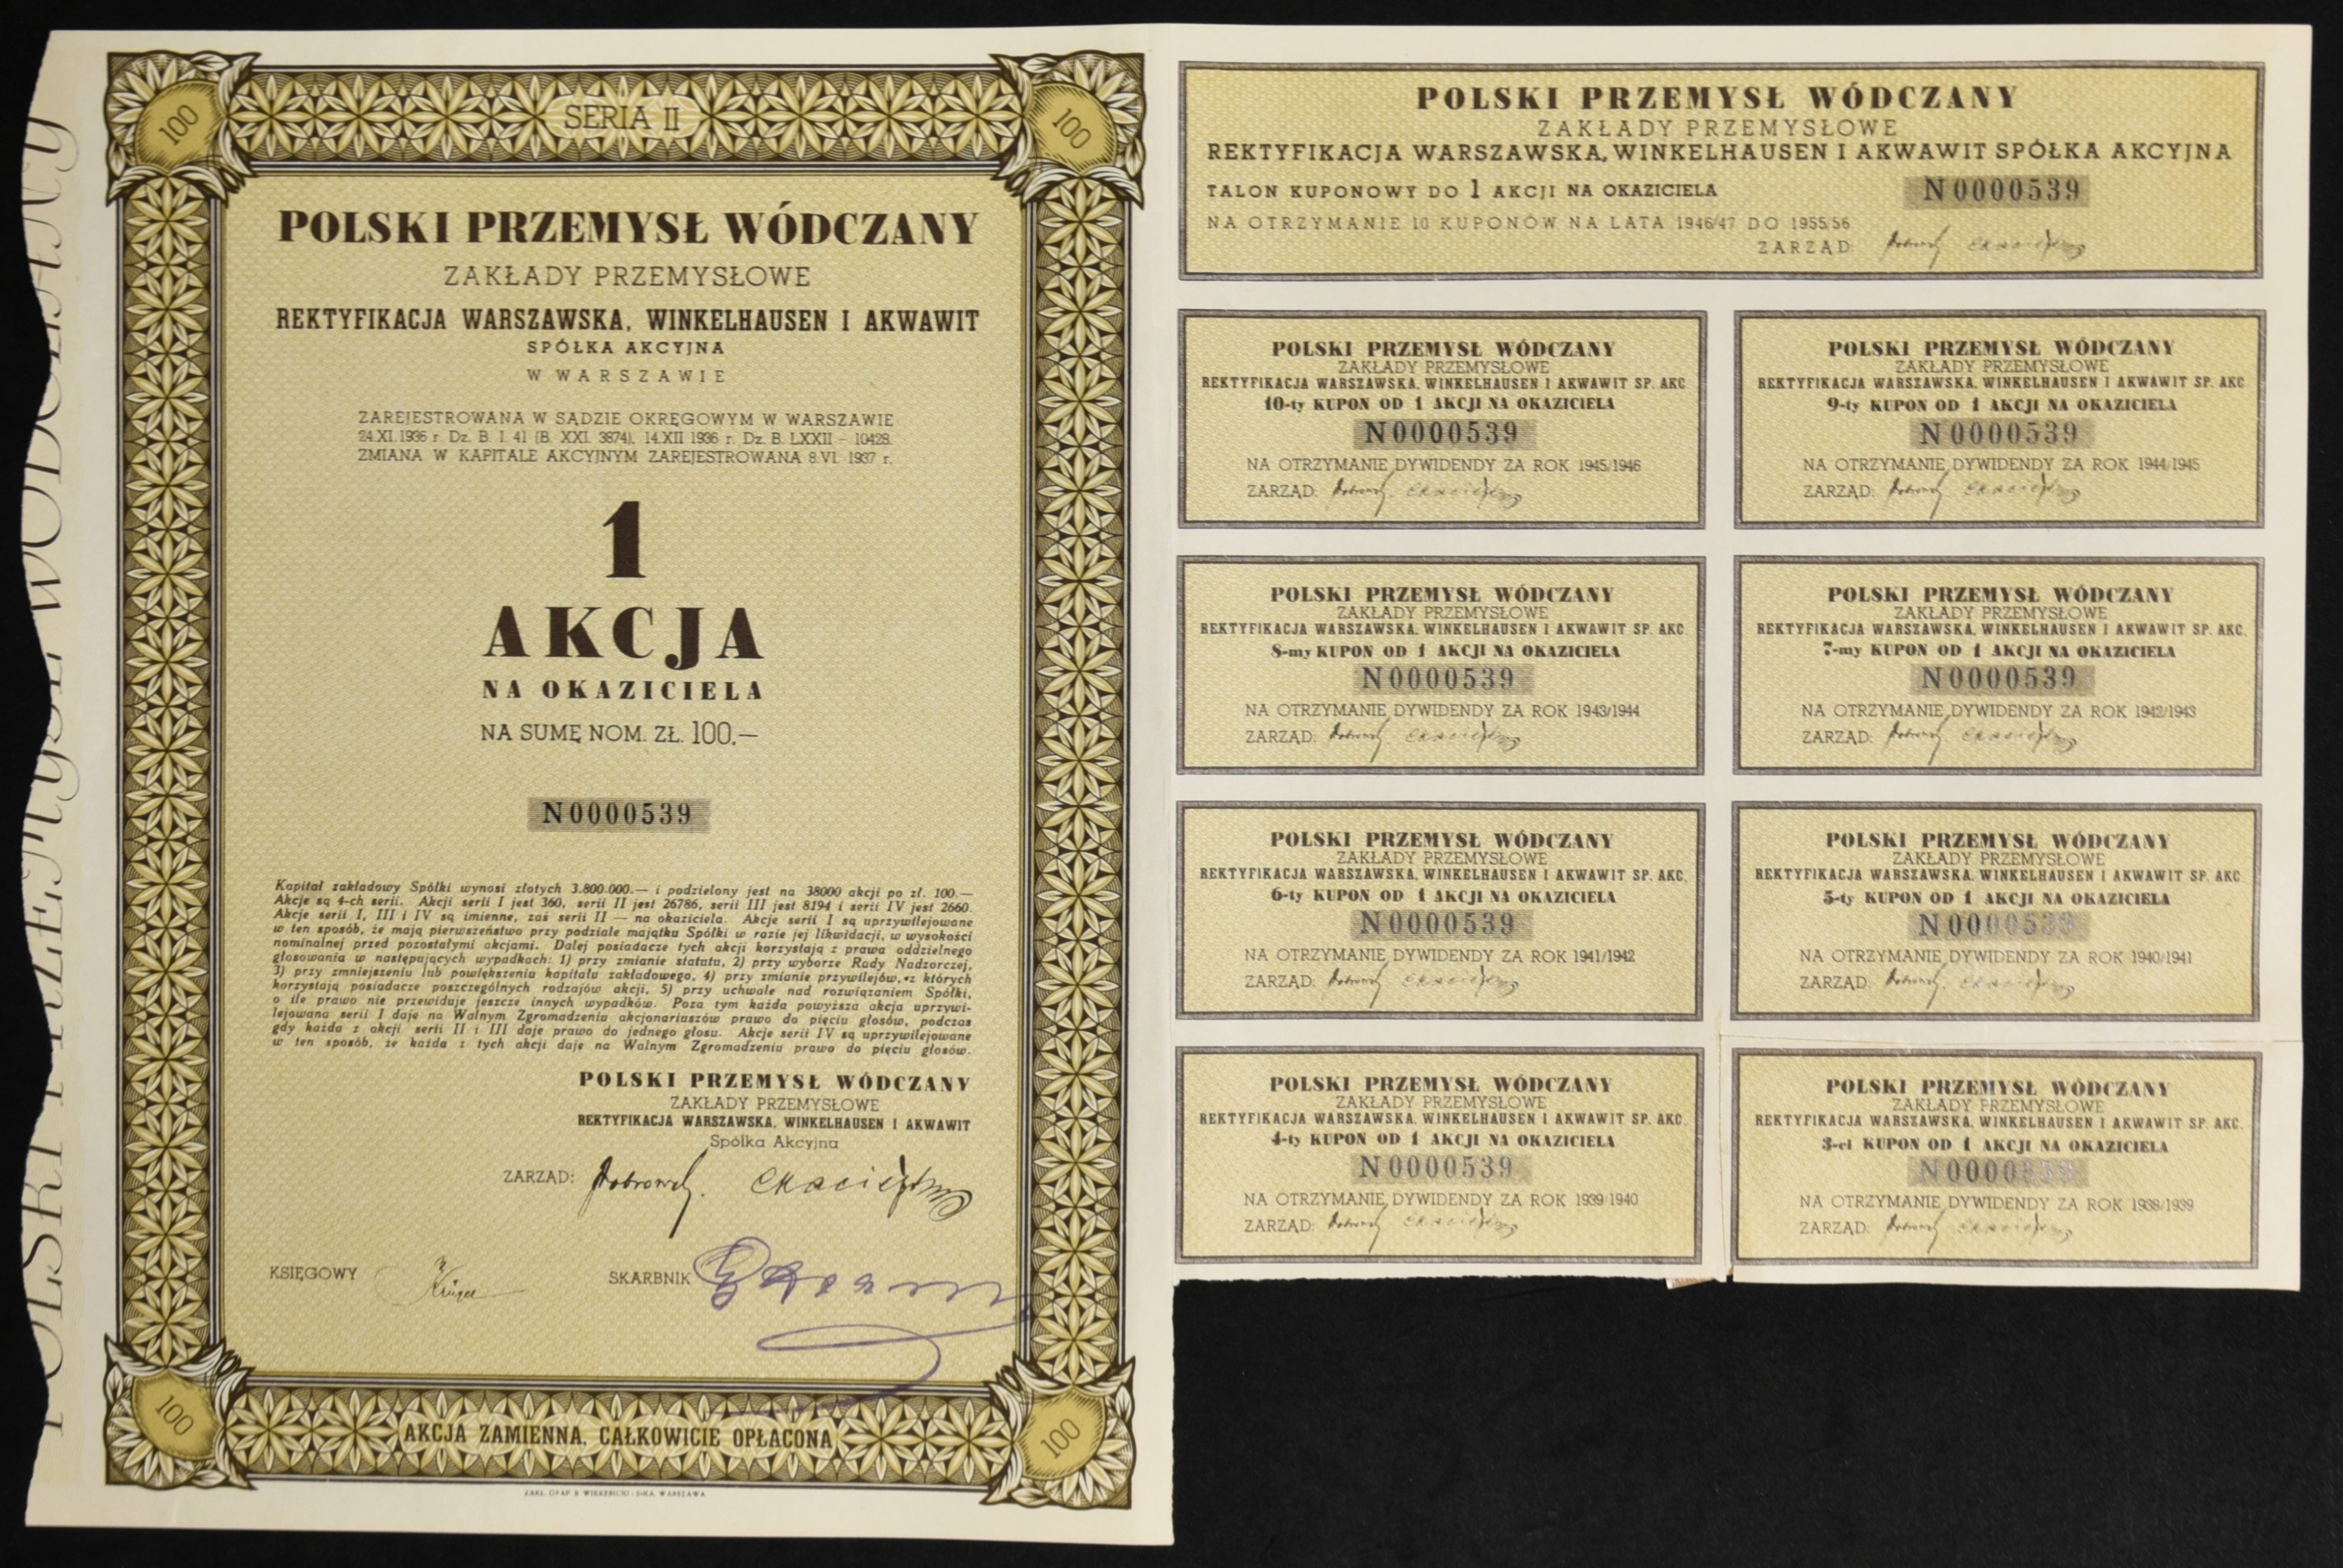 POLSKI PRZEMYSŁ WÓDCZANY
100
SERIA II
100
POLSKI PRZEMYSŁ WÓDCZANY
ZAKŁADY PRZEMYSŁOWE
REKTYFIKACJA WARSZAWSKA, WINKELHAUSEN I AKWAWIT
SPÓŁKA AKCYJNA
W WARSZAWIE
ZAREJESTROWANA W SĄDZIE OKRĘGOWYM W WARSZAWIE
24.XI.1936 r. Dz. B. I. 41 (B. XXI. 3874), 14.XII 1936 r. Dz. B. LXXII – 10428.
ZMIANA W KAPITALE AKCYJNYM ZAREJESTROWANA 8.VI. 1937 r.
1
AKCJA
NA OKAZICIELA
NA SUMĘ NOM. ZŁ. 100.—
N0000539
Kapitał zakładowy Spółki wynosi złotych 3.800.000.— i podzielony jest na 38000 akcji po zł. 100.—
Akcje są 4-ch serii. Akcji serii I jest 360, serii II jest 26786, serii III jest 8194 i serii IV jest 2660.
Akcje serii I, III i IV są imienne, zaś serii II — na okaziciela. Akcje serii I są uprzywilejowane
w ten sposób, że mają pierwszeństwo przy podziale majątku Spółki w razie jej likwidacji, w wysokości
nominalnej przed pozostałymi akcjami. Dalej posiadacze tych akcji korzystają z prawa oddzielnego
głosowania w następujących wypadkach: 1) przy zmianie statutu, 2) przy wyborze Rady Nadzorczej,
3) przy zmniejszeniu lub powiększeniu kapitału zakładowego, 4) przy zmianie przywilejów, z których
korzystają posiadacze poszczególnych rodzajów akcji, 5) przy uchwale nad rozwiązaniem Spółki,
o ile prawo nie przewiduje jeszcze innych wypadków. Poza tym każda powyższa akcja uprzywi-
lejowana serii I daje na Walnym Zgromadzeniu akcjonariuszów prawo do pięciu głosów, podczas
gdy każda z akcji serii II i III daje prawo do jednego głosu. Akcje serii IV są uprzywilejowane
w ten sposób, że każda z tych akcji daje na Walnym Zgromadzeniu prawo do pięciu głosów.
POLSKI PRZEMYSŁ WÓDCZANY
ZAKŁADY PRZEMYSŁOWE
REKTYFIKACJA WARSZAWSKA, WINKELHAUSEN I AKWAWIT
Spółka Akcyjna
ZARZĄD:
KSIĘGOWY
SKARBNIK
100
AKCJA ZAMIENNA, CAŁKOWICIE OPŁACONA
100
ZAKŁ. GRAF. B. WIERZBICKI i S-KA, WARSZAWA
POLSKI PRZEMYSŁ WÓDCZANY
ZAKŁADY PRZEMYSŁOWE
REKTYFIKACJA WARSZAWSKA, WINKELHAUSEN I AKWAWIT SPÓŁKA AKCYJNA
TALON KUPONOWY DO 1 AKCJI NA OKAZICIELA N0000539
NA OTRZYMANIE 10 KUPONÓW NA LATA 1946/47 DO 1955/56
ZARZĄD:
POLSKI PRZEMYSŁ WÓDCZANY
ZAKŁADY PRZEMYSŁOWE
REKTYFIKACJA WARSZAWSKA, WINKELHAUSEN I AKWAWIT SP. AKC.
10-ty KUPON OD 1 AKCJI NA OKAZICIELA
N0000539
NA OTRZYMANIE DYWIDENDY ZA ROK 1945/1946
ZARZĄD:
POLSKI PRZEMYSŁ WÓDCZANY
ZAKŁADY PRZEMYSŁOWE
REKTYFIKACJA WARSZAWSKA, WINKELHAUSEN I AKWAWIT SP. AKC.
9-ty KUPON OD 1 AKCJI NA OKAZICIELA
N0000539
NA OTRZYMANIE DYWIDENDY ZA ROK 1944/1945
ZARZĄD:
POLSKI PRZEMYSŁ WÓDCZANY
ZAKŁADY PRZEMYSŁOWE
REKTYFIKACJA WARSZAWSKA, WINKELHAUSEN I AKWAWIT SP. AKC.
8-my KUPON OD 1 AKCJI NA OKAZICIELA
N0000539
NA OTRZYMANIE DYWIDENDY ZA ROK 1943/1944
ZARZĄD:
POLSKI PRZEMYSŁ WÓDCZANY
ZAKŁADY PRZEMYSŁOWE
REKTYFIKACJA WARSZAWSKA, WINKELHAUSEN I AKWAWIT SP. AKC.
7-my KUPON OD 1 AKCJI NA OKAZICIELA
N0000539
NA OTRZYMANIE DYWIDENDY ZA ROK 1942/1943
ZARZĄD:
POLSKI PRZEMYSŁ WÓDCZANY
ZAKŁADY PRZEMYSŁOWE
REKTYFIKACJA WARSZAWSKA, WINKELHAUSEN I AKWAWIT SP. AKC.
6-ty KUPON OD 1 AKCJI NA OKAZICIELA
N0000539
NA OTRZYMANIE DYWIDENDY ZA ROK 1941/1942
ZARZĄD:
POLSKI PRZEMYSŁ WÓDCZANY
ZAKŁADY PRZEMYSŁOWE
REKTYFIKACJA WARSZAWSKA, WINKELHAUSEN I AKWAWIT SP. AKC.
5-ty KUPON OD 1 AKCJI NA OKAZICIELA
N0000539
NA OTRZYMANIE DYWIDENDY ZA ROK 1940/1941
ZARZĄD:
POLSKI PRZEMYSŁ WÓDCZANY
ZAKŁADY PRZEMYSŁOWE
REKTYFIKACJA WARSZAWSKA, WINKELHAUSEN I AKWAWIT SP. AKC.
4-ty KUPON OD 1 AKCJI NA OKAZICIELA
N0000539
NA OTRZYMANIE DYWIDENDY ZA ROK 1939/1940
ZARZĄD:
POLSKI PRZEMYSŁ WÓDCZANY
ZAKŁADY PRZEMYSŁOWE
REKTYFIKACJA WARSZAWSKA, WINKELHAUSEN I AKWAWIT SP. AKC.
3-ci KUPON OD 1 AKCJI NA OKAZICIELA
N0000539
NA OTRZYMANIE DYWIDENDY ZA ROK 1938/1939
ZARZĄD: